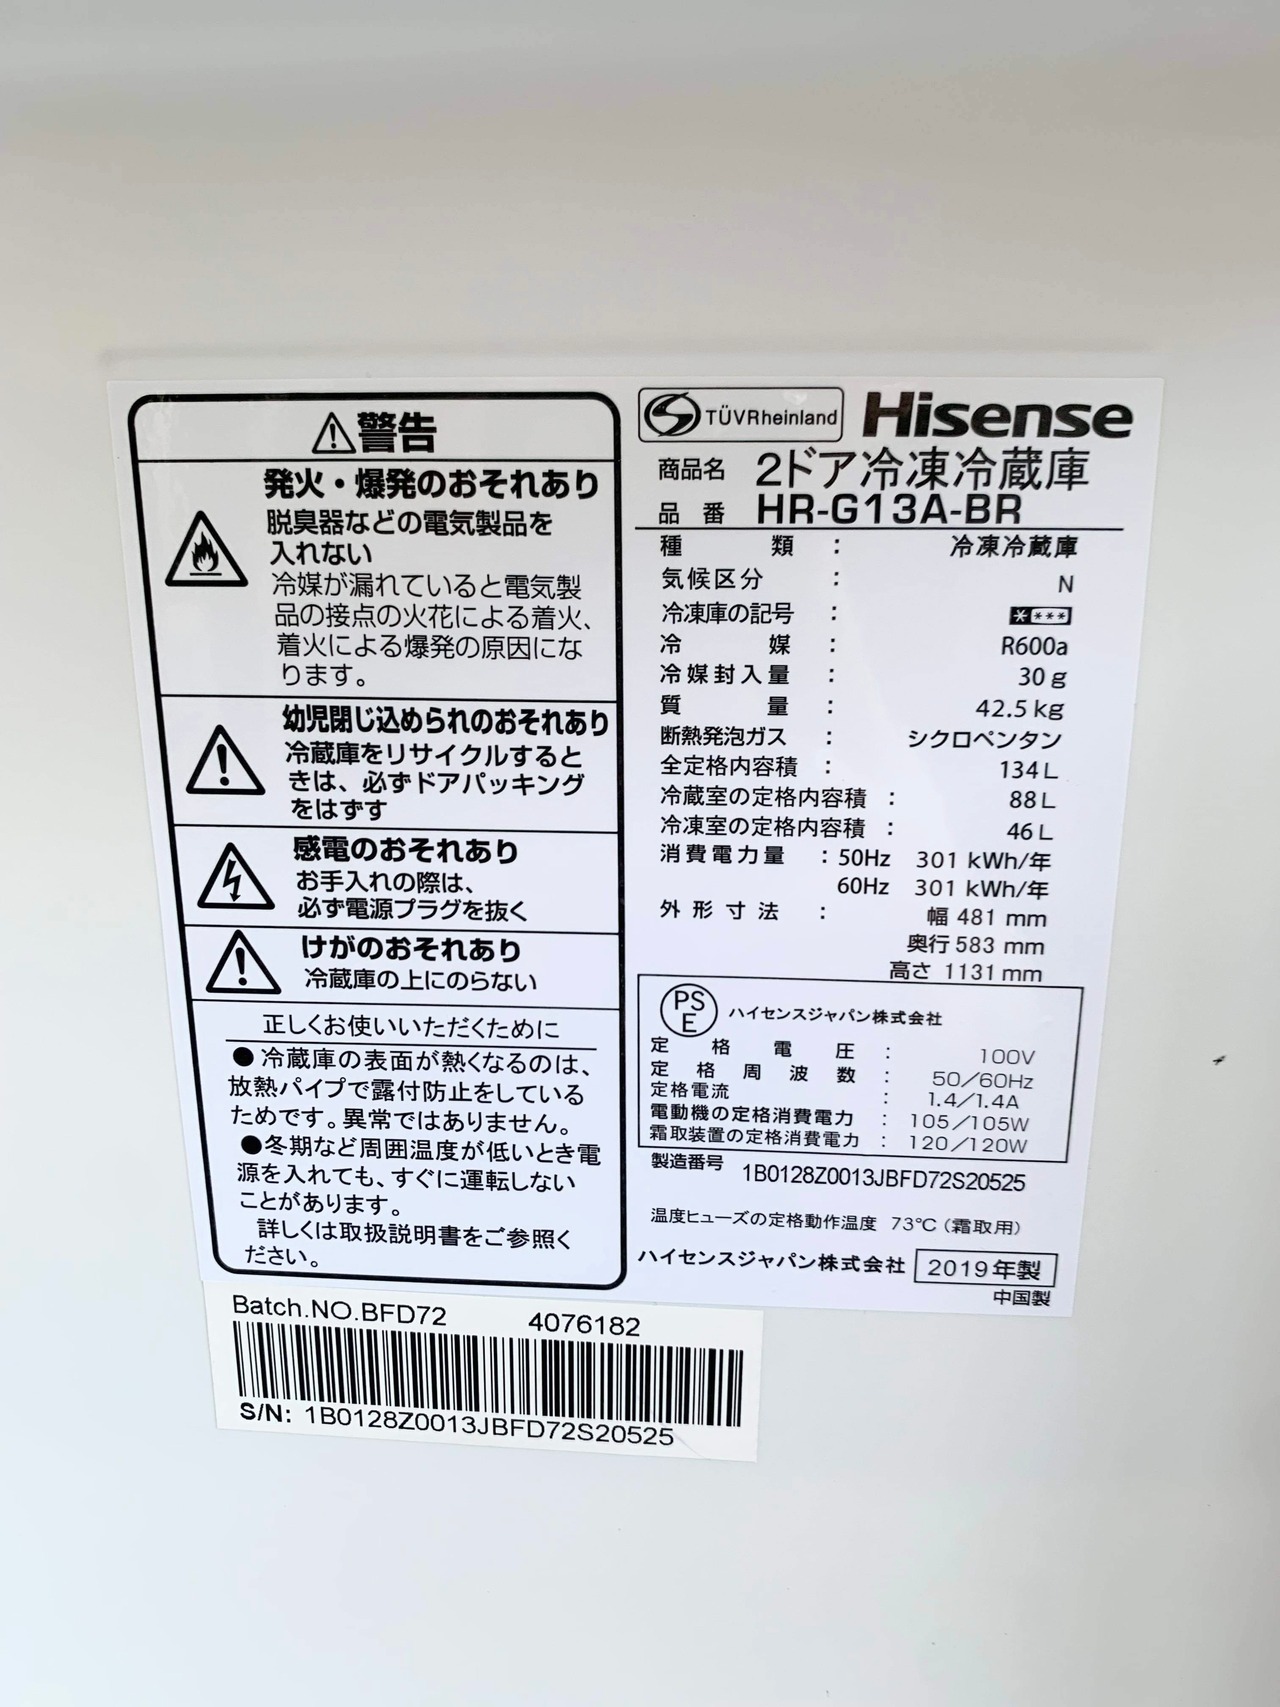 ⚠警告
発火・爆発のおそれあり
脱臭器などの電気製品を
入れない
冷媒が漏れていると電気製
品の接点の火花による着火、
着火による爆発の原因にな
ります。
幼児閉じ込められのおそれあり
冷蔵庫をリサイクルすると
きは、必ずドアパッキング
をはずす
感電のおそれあり
お手入れの際は、
必ず電源プラグを抜く
けがのおそれあり
冷蔵庫の上にのらない
正しくお使いいただくために
●冷蔵庫の表面が熱くなるのは、
放熱パイプで露付防止をしている
ためです。異常ではありません。
●冬期など周囲温度が低いとき電
源を入れても、すぐに運転しない
ことがあります。
詳しくは取扱説明書をご参照く
ださい。
TÜVRheinland Hisense
商品名 2ドア冷凍冷蔵庫
品番 HR-G13A-BR
種類 : 冷凍冷蔵庫
気候区分 : N
冷凍庫の記号 : ****
冷媒 : R600a
冷媒封入量 : 30 g
質量 : 42.5 kg
断熱発泡ガス : シクロペンタン
全定格内容積 : 134 L
冷蔵室の定格内容積 : 88 L
冷凍室の定格内容積 : 46 L
消費電力量 : 50Hz 301 kWh/年
60Hz 301 kWh/年
外形寸法 : 幅 481 mm
奥行 583 mm
高さ 1131 mm
PSE ハイセンスジャパン株式会社
定格電圧 : 100V
定格周波数 : 50/60Hz
定格電流 : 1.4/1.4A
電動機の定格消費電力 : 105/105W
霜取装置の定格消費電力 : 120/120W
製造番号 1B0128Z0013JBFD72S20525
温度ヒューズの定格動作温度 73℃(霜取用)
ハイセンスジャパン株式会社 2019年製
中国製
Batch.NO.BFD72 4076182
S/N: 1B0128Z0013JBFD72S20525